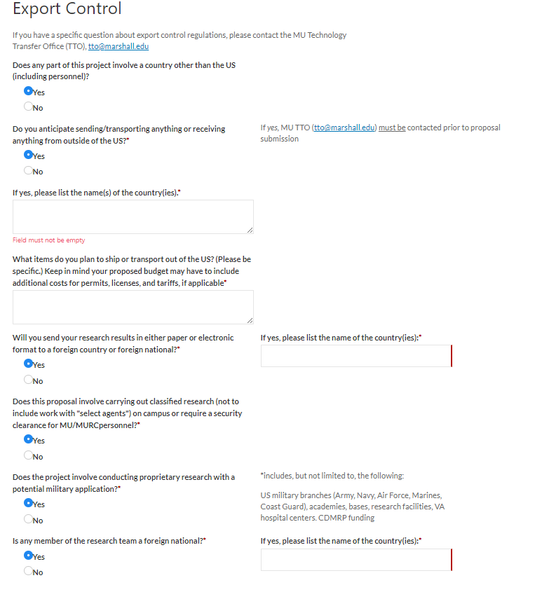 Export Control
If you have a specific question about export control regulations, please contact the MU Technology
Transfer Office (TTO), tto@marshall.edu
Does any part of this project involve a country other than the US
(including personnel)?
Yes
No
Do you anticipate sending/transporting anything or receiving
anything from outside of the US?*
If yes, MU TTO (tto@marshall.edu) must be contacted prior to proposal
submission
Yes
No
If yes, please list the name(s) of the country(ies).*
Field must not be empty
What items do you plan to ship or transport out of the US? (Please be
specific.) Keep in mind your proposed budget may have to include
additional costs for permits, licenses, and tariffs, if applicable*
Will you send your research results in either paper or electronic
format to a foreign country or foreign national?*
If yes, please list the name of the country(ies):*
Yes
No
Does this proposal involve carrying out classified research (not to
include work with "select agents") on campus or require a security
clearance for MU/MURCpersonnel?*
Yes
No
Does the project involve conducting proprietary research with a
potential military application?*
*includes, but not limited to, the following:
US military branches (Army, Navy, Air Force, Marines,
Coast Guard), academies, bases, research facilities, VA
hospital centers. CDMRP funding
Yes
No
Is any member of the research team a foreign national?*
If yes, please list the name of the country(ies):*
Yes
No